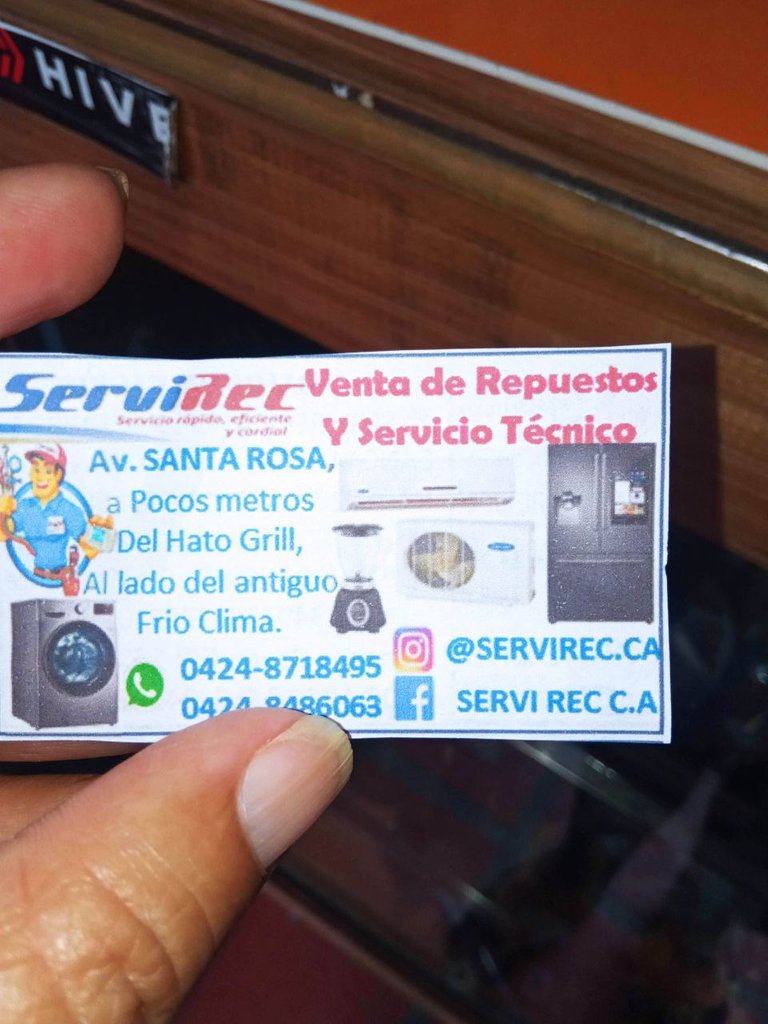 HIVE
ServiRec
Servicio rápido, eficiente
y cordial
Venta de Repuestos
Y Servicio Técnico
Av. SANTA ROSA,
a Pocos metros
Del Hato Grill,
Al lado del antiguo
Frio Clima.
0424-8718495
0424-8486063
@SERVIREC.CA
SERVI REC C.A